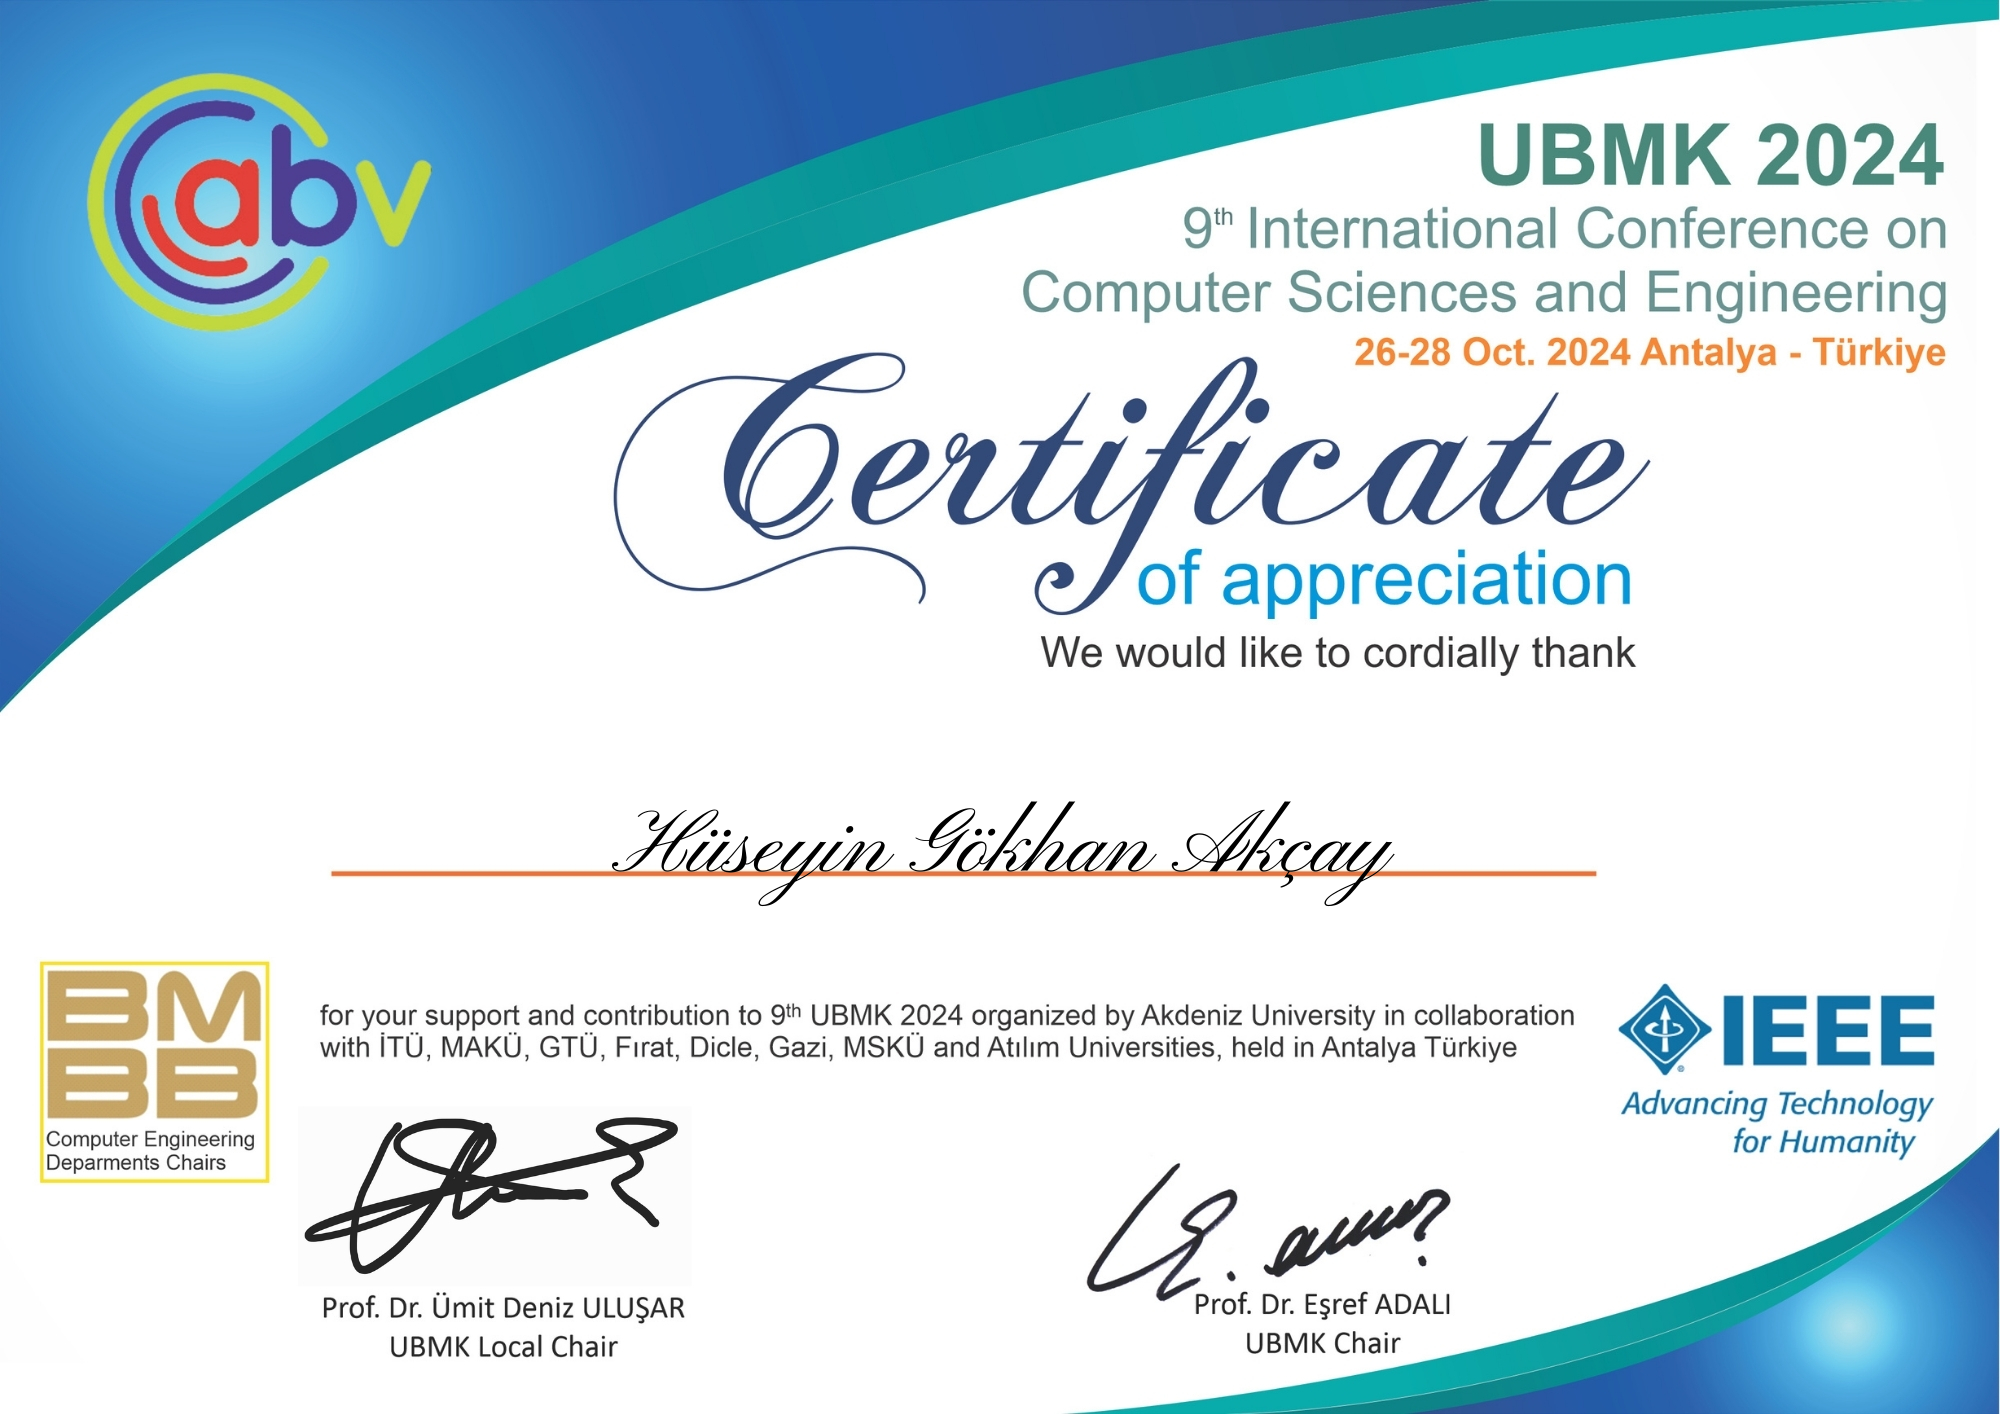 abv
UBMK 2024
9th International Conference on
Computer Sciences and Engineering
26-28 Oct. 2024 Antalya - Türkiye
Certificate
of appreciation
We would like to cordially thank
Hüseyin Gökhan Akçay
for your support and contribution to 9th UBMK 2024 organized by Akdeniz University in collaboration
with İTÜ, MAKÜ, GTÜ, Fırat, Dicle, Gazi, MSKÜ and Atılım Universities, held in Antalya Türkiye
BM
BB
Computer Engineering
Deparments Chairs
IEEE
Advancing Technology
for Humanity
Prof. Dr. Ümit Deniz ULUŞAR
UBMK Local Chair
Prof. Dr. Eşref ADALI
UBMK Chair